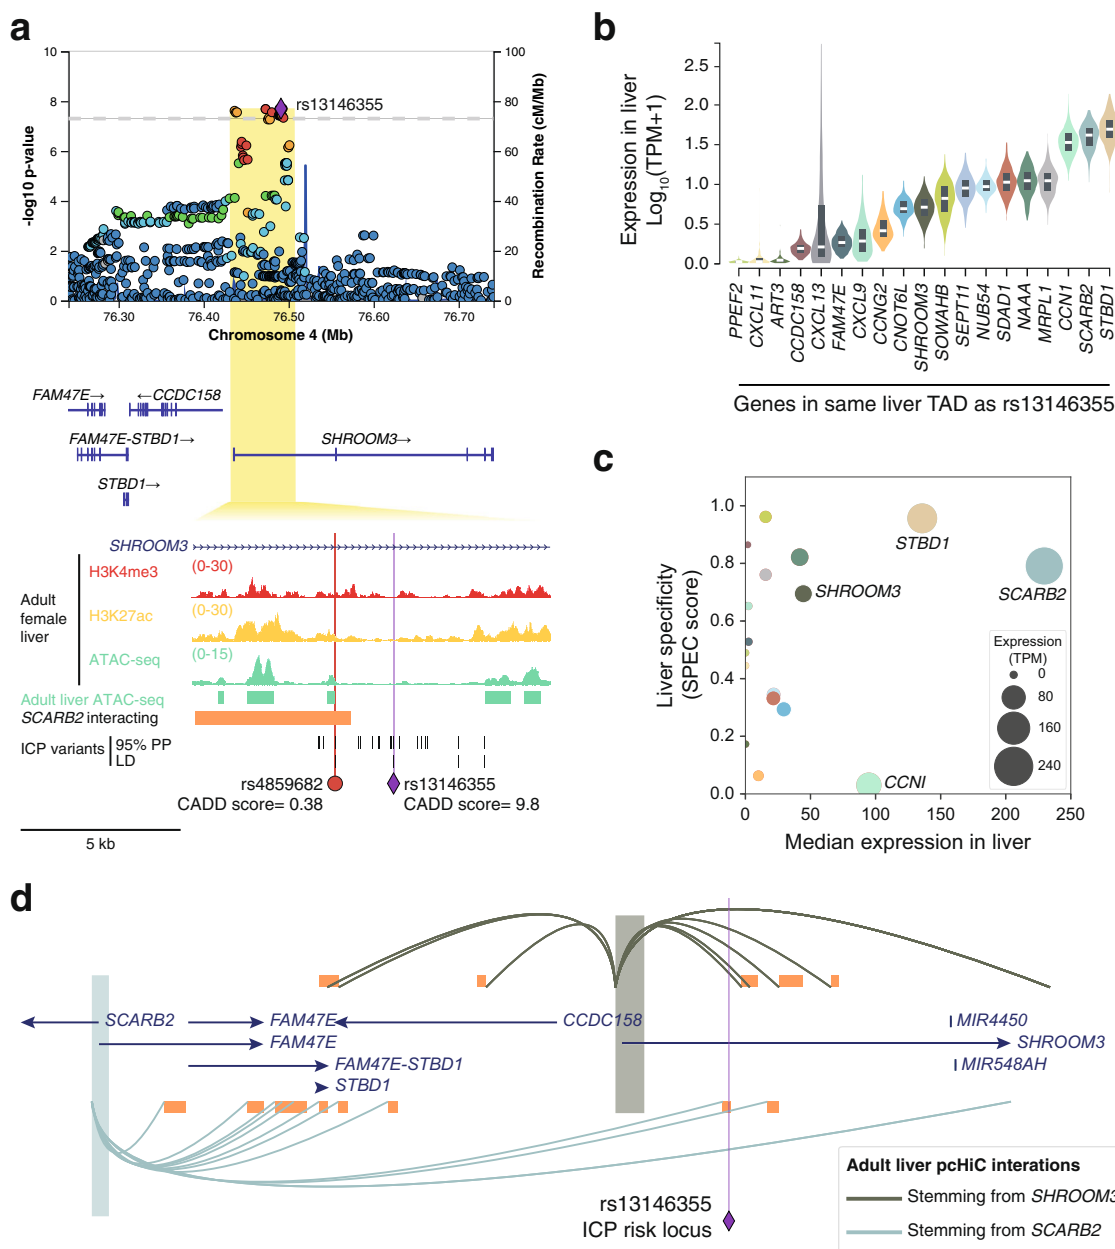 a
10
8
6
4
2
0
-log10 p-value
100
80
60
40
20
0
Recombination Rate (cM/Mb)
rs13146355
76.30
76.40
76.50
76.60
76.70
Chromosome 4 (Mb)
FAM47E→
←CCDC158
FAM47E-STBD1→
SHROOM3→
STBD1→
SHROOM3
Adult
female
liver
H3K4me3
(0-30)
H3K27ac
(0-30)
ATAC-seq
(0-15)
Adult liver ATAC-seq
SCARB2 interacting
ICP variants
95% PP
LD
rs4859682
CADD score= 0.38
rs13146355
CADD score= 9.8
5 kb
b
Expression in liver
Log10(TPM+1)
2.5
2.0
1.5
1.0
0.5
0.0
PPEF2
CXCL11
ART3
CCDC158
CXCL13
FAM47E
CXCL9
CCNG2
CNOT6L
SHROOM3
SOWAHB
SEPT11
NUB54
SDAD1
NAAA
MRPL1
CCN1
SCARB2
STBD1
Genes in same liver TAD as rs13146355
c
Liver specificity
(SPEC score)
1.0
0.8
0.6
0.4
0.2
0.0
STBD1
SCARB2
SHROOM3
CCNI
Expression
(TPM)
0
80
160
240
0
50
100
150
200
250
Median expression in liver
d
SCARB2
FAM47E
CCDC158
MIR4450
FAM47E
SHROOM3
FAM47E-STBD1
MIR548AH
STBD1
rs13146355
ICP risk locus
Adult liver pcHiC interations
Stemming from SHROOM3
Stemming from SCARB2